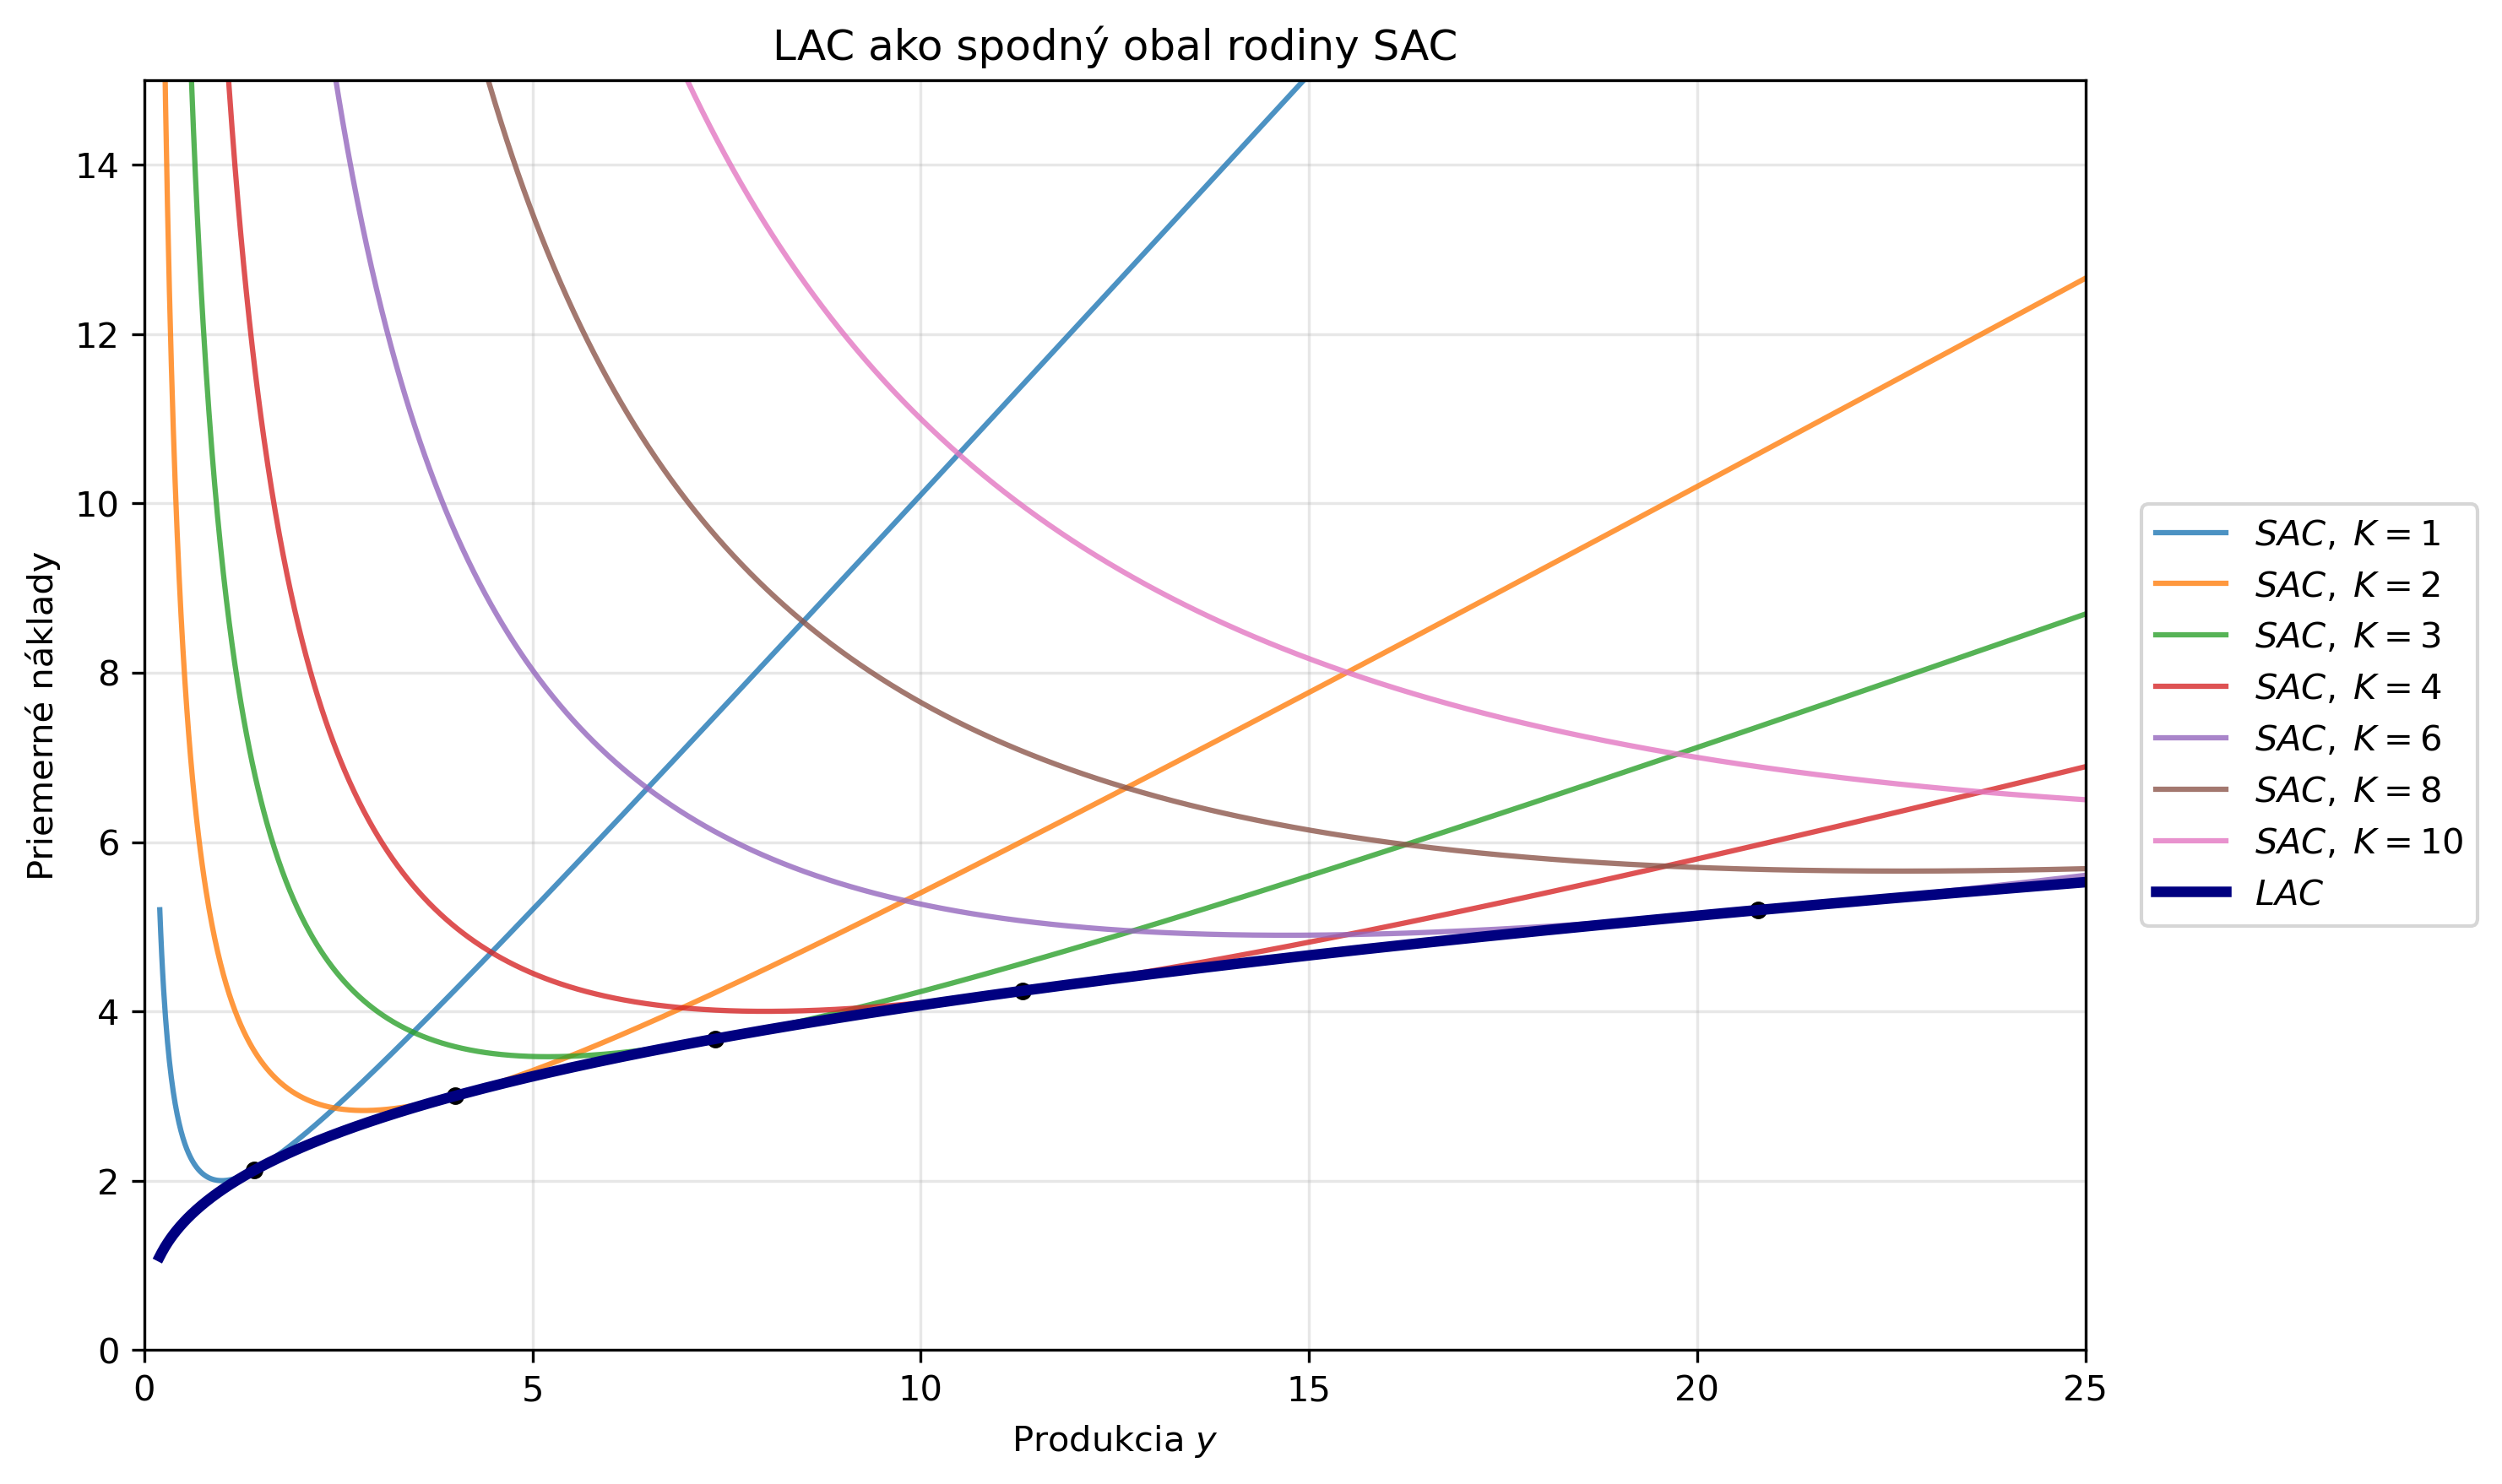 LAC ako spodný obal rodiny SAC
Priemerné náklady
14
12
10
8
6
4
2
0
0 5 10 15 20 25
Produkcia y
SAC, K = 1
SAC, K = 2
SAC, K = 3
SAC, K = 4
SAC, K = 6
SAC, K = 8
SAC, K = 10
LAC